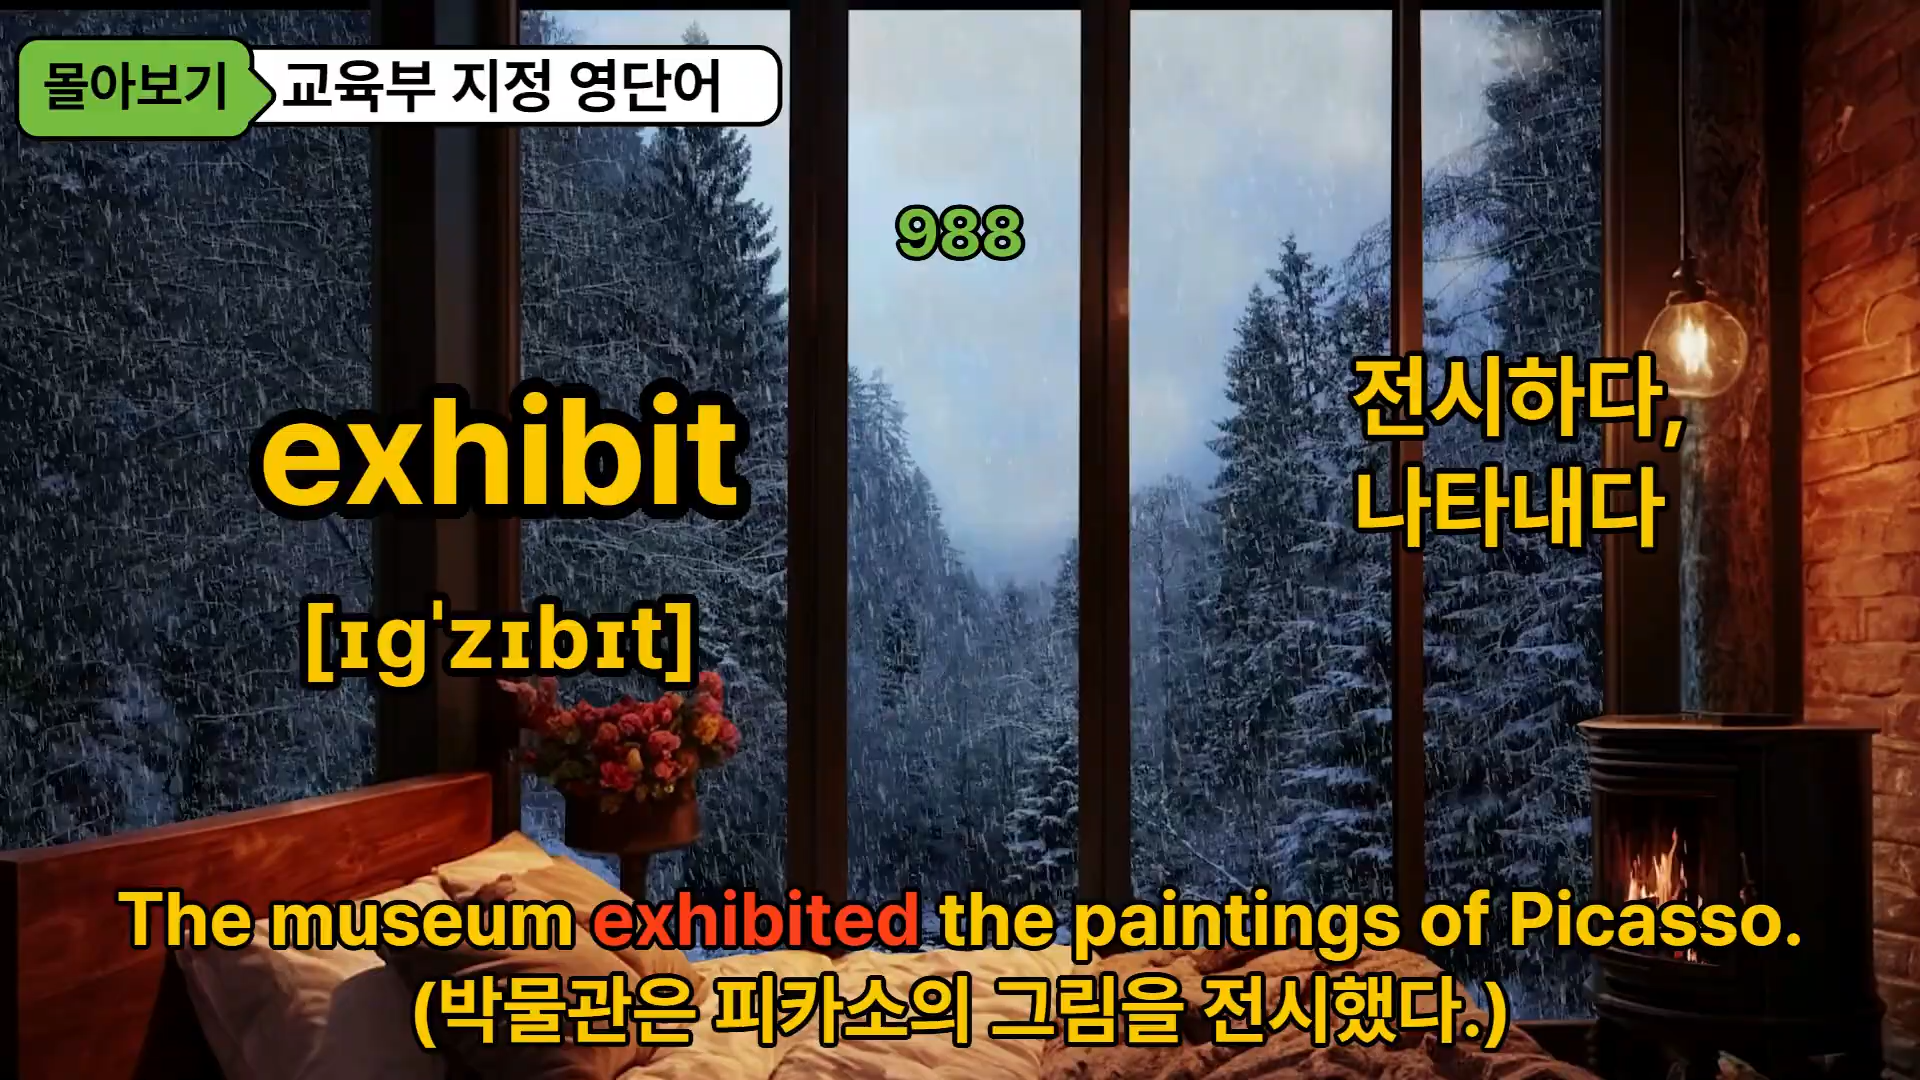 몰아보기
교육부 지정 영단어
988
exhibit
[ɪgˈzɪbɪt]
전시하다,
나타내다
The museum exhibited the paintings of Picasso.
(박물관은 피카소의 그림을 전시했다.)